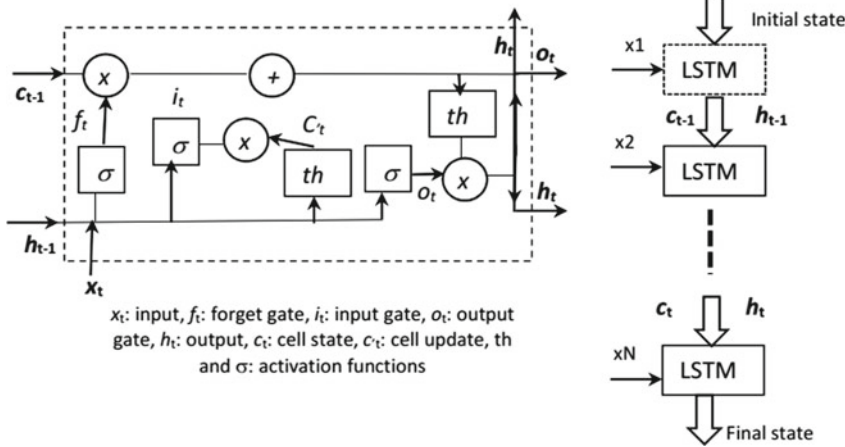 h_t
o_t
x
+
c_t-1
i_t
f_t
C'_t
th
σ
σ
x
th
σ
o_t
x
h_t
h_t-1
x_t
x_t: input, f_t: forget gate, i_t: input gate, o_t: output
gate, h_t: output, c_t: cell state, c'_t: cell update, th
and σ: activation functions
Initial state
x1
LSTM
c_t-1
h_t-1
x2
LSTM
c_t
h_t
xN
LSTM
Final state